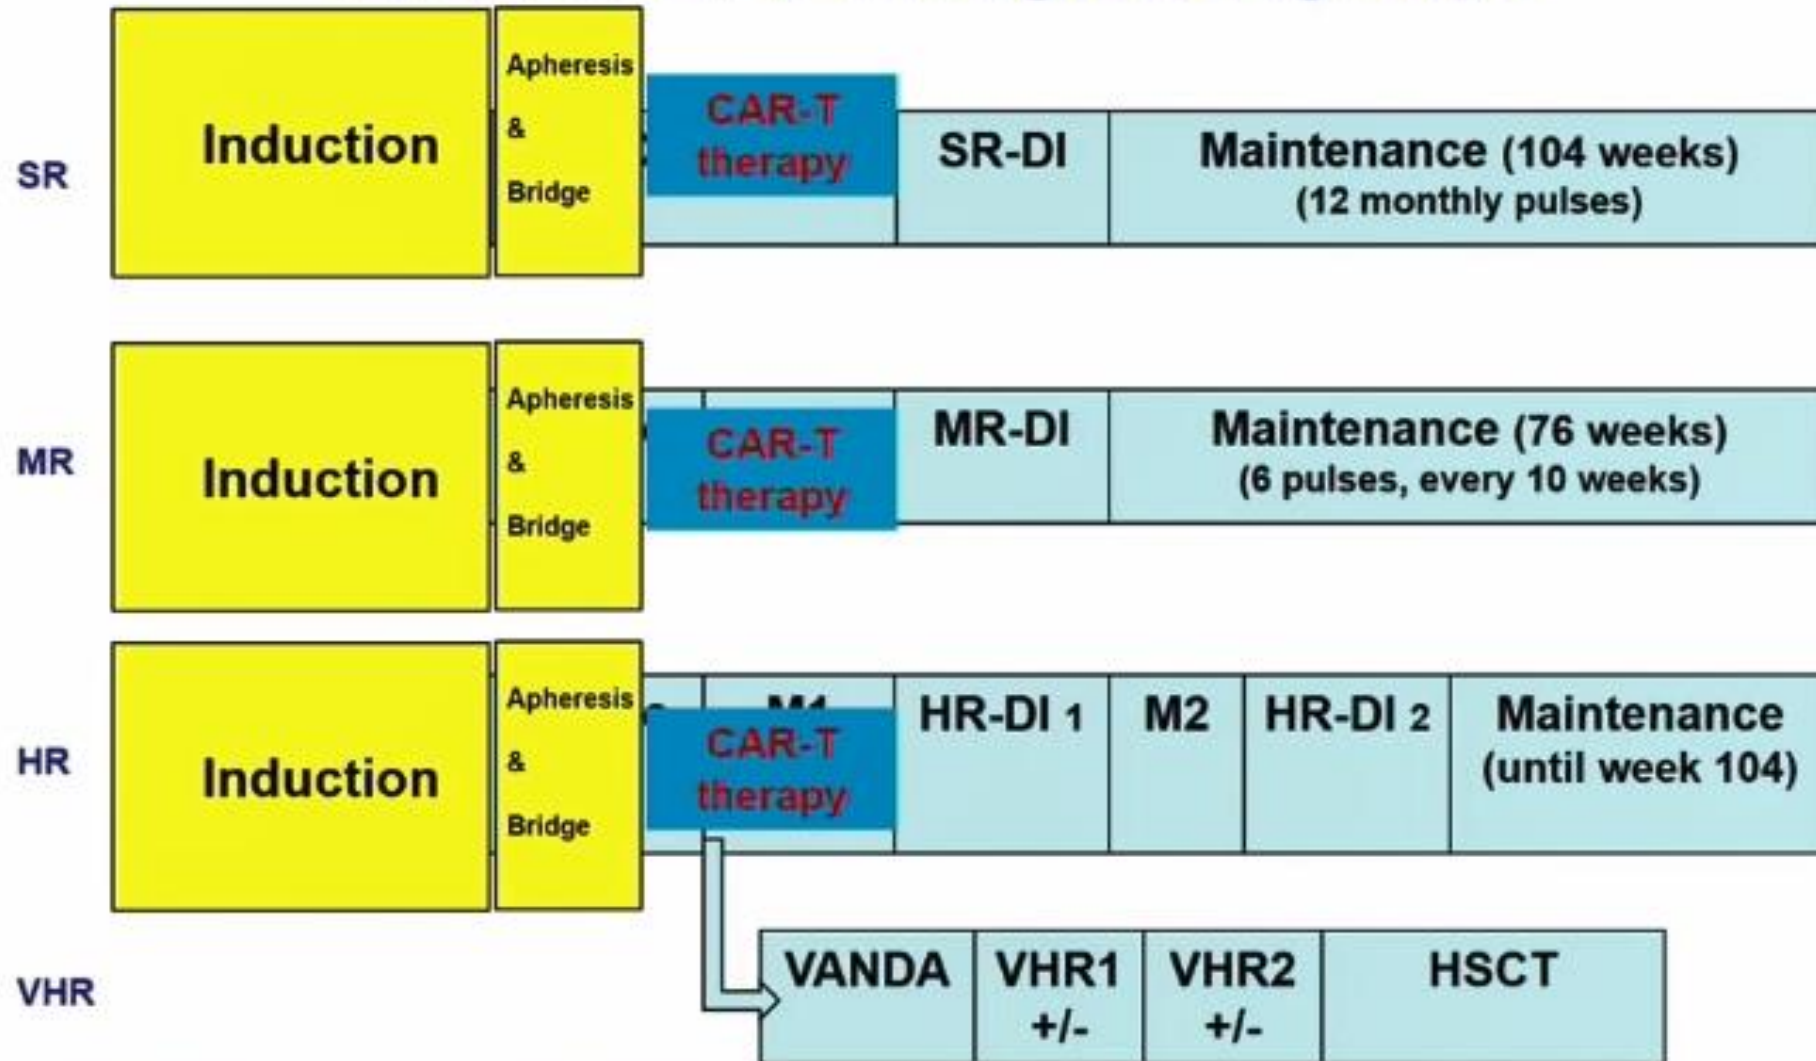 SR
Induction
Apheresis
&
Bridge
CAR-T
therapy
SR-DI
Maintenance (104 weeks)
(12 monthly pulses)
MR
Induction
Apheresis
&
Bridge
CAR-T
therapy
MR-DI
Maintenance (76 weeks)
(6 pulses, every 10 weeks)
HR
Induction
Apheresis
&
Bridge
M1
CAR-T
therapy
HR-DI 1
M2
HR-DI 2
Maintenance
(until week 104)
VHR
VANDA
VHR1
+/-
VHR2
+/-
HSCT